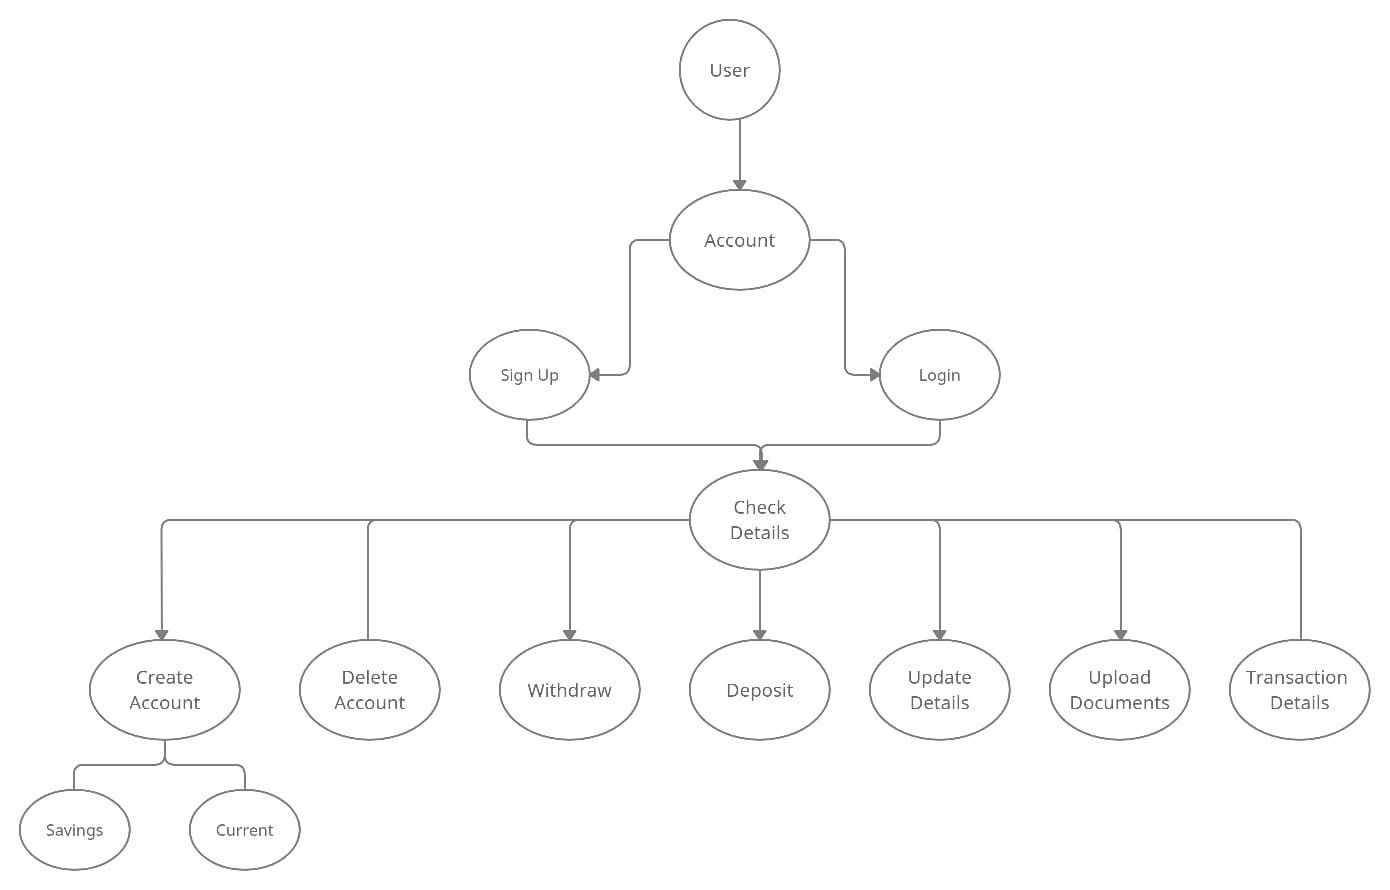 User
Account
Sign Up
Login
Check
Details
Create
Account
Delete
Account
Withdraw
Deposit
Update
Details
Upload
Documents
Transaction
Details
Savings
Current